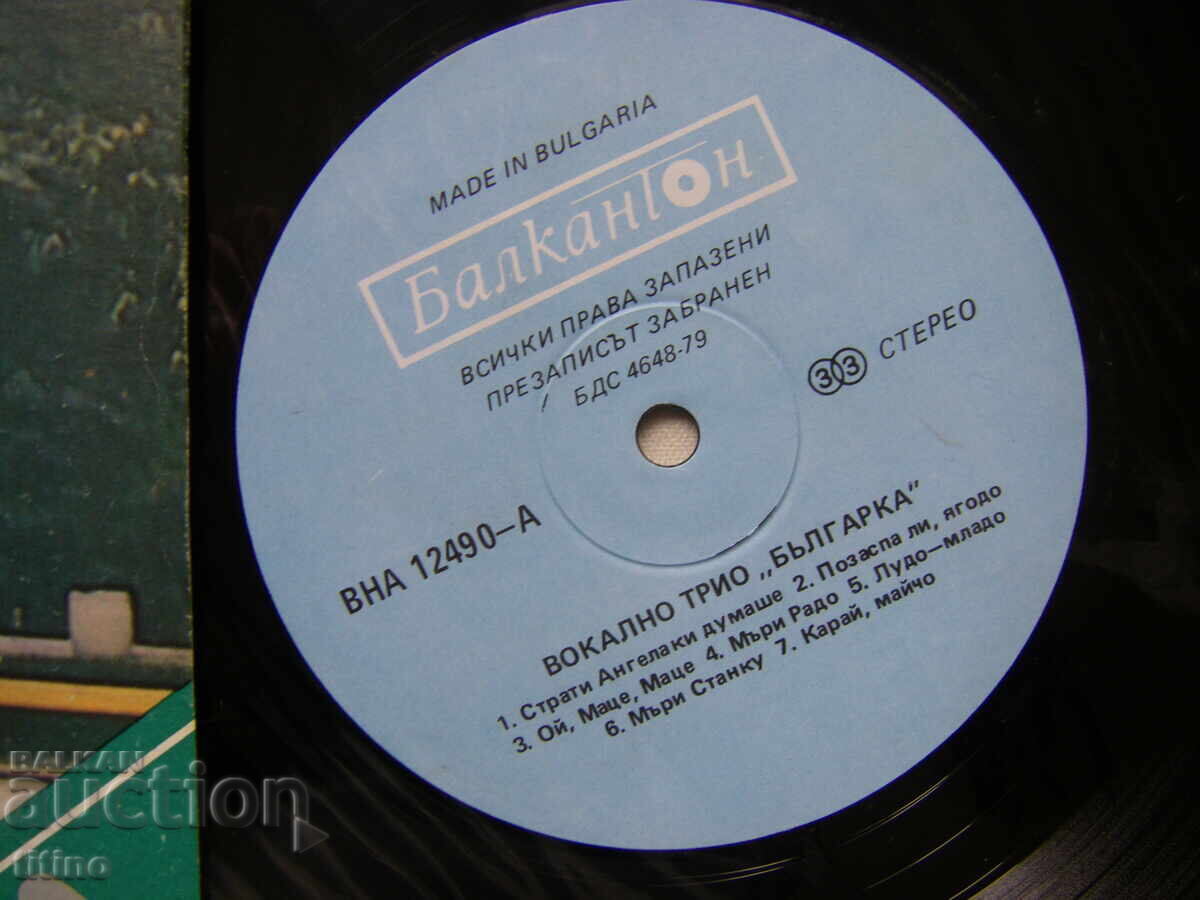 MADE IN BULGARIA
Балкантон
ВСИЧКИ ПРАВА ЗАПАЗЕНИ
ПРЕЗАПИСЪТ ЗАБРАНЕН
БДС 4648-79
33 СТЕРЕО
ВНА 12490–А
ВОКАЛНО ТРИО „БЪЛГАРКА”
1. Страти Ангелаки думаше 2. Позаспа ли, ягодо
3. Ой, Маце, Маце 4. Мъри Радо 5. Лудо–младо
6. Мъри Станку 7. Карай, майчо
BALKAN
auction
titino